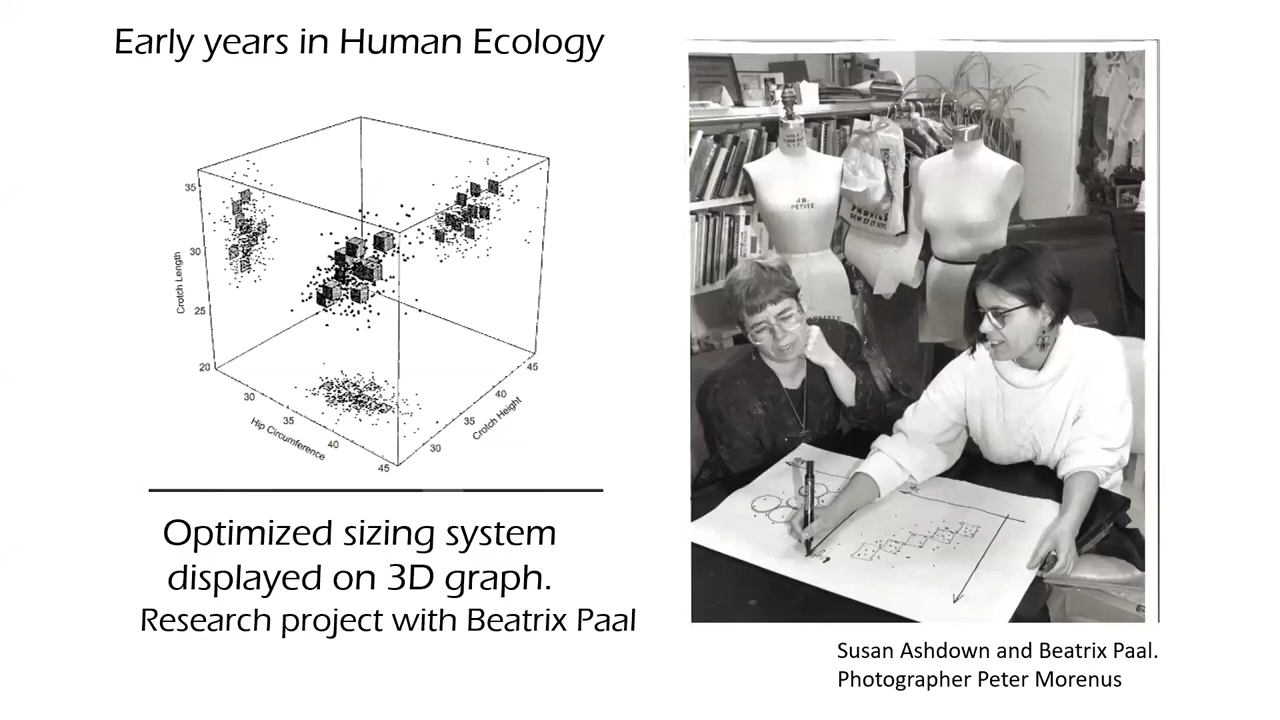 Early years in Human Ecology
35
30
25
20
Crotch Length
30
35
40
45
Hip Circumference
30
35
40
45
Crotch Height
Optimized sizing system
displayed on 3D graph.
Research project with Beatrix Paal
PETITE
Susan Ashdown and Beatrix Paal.
Photographer Peter Morenus